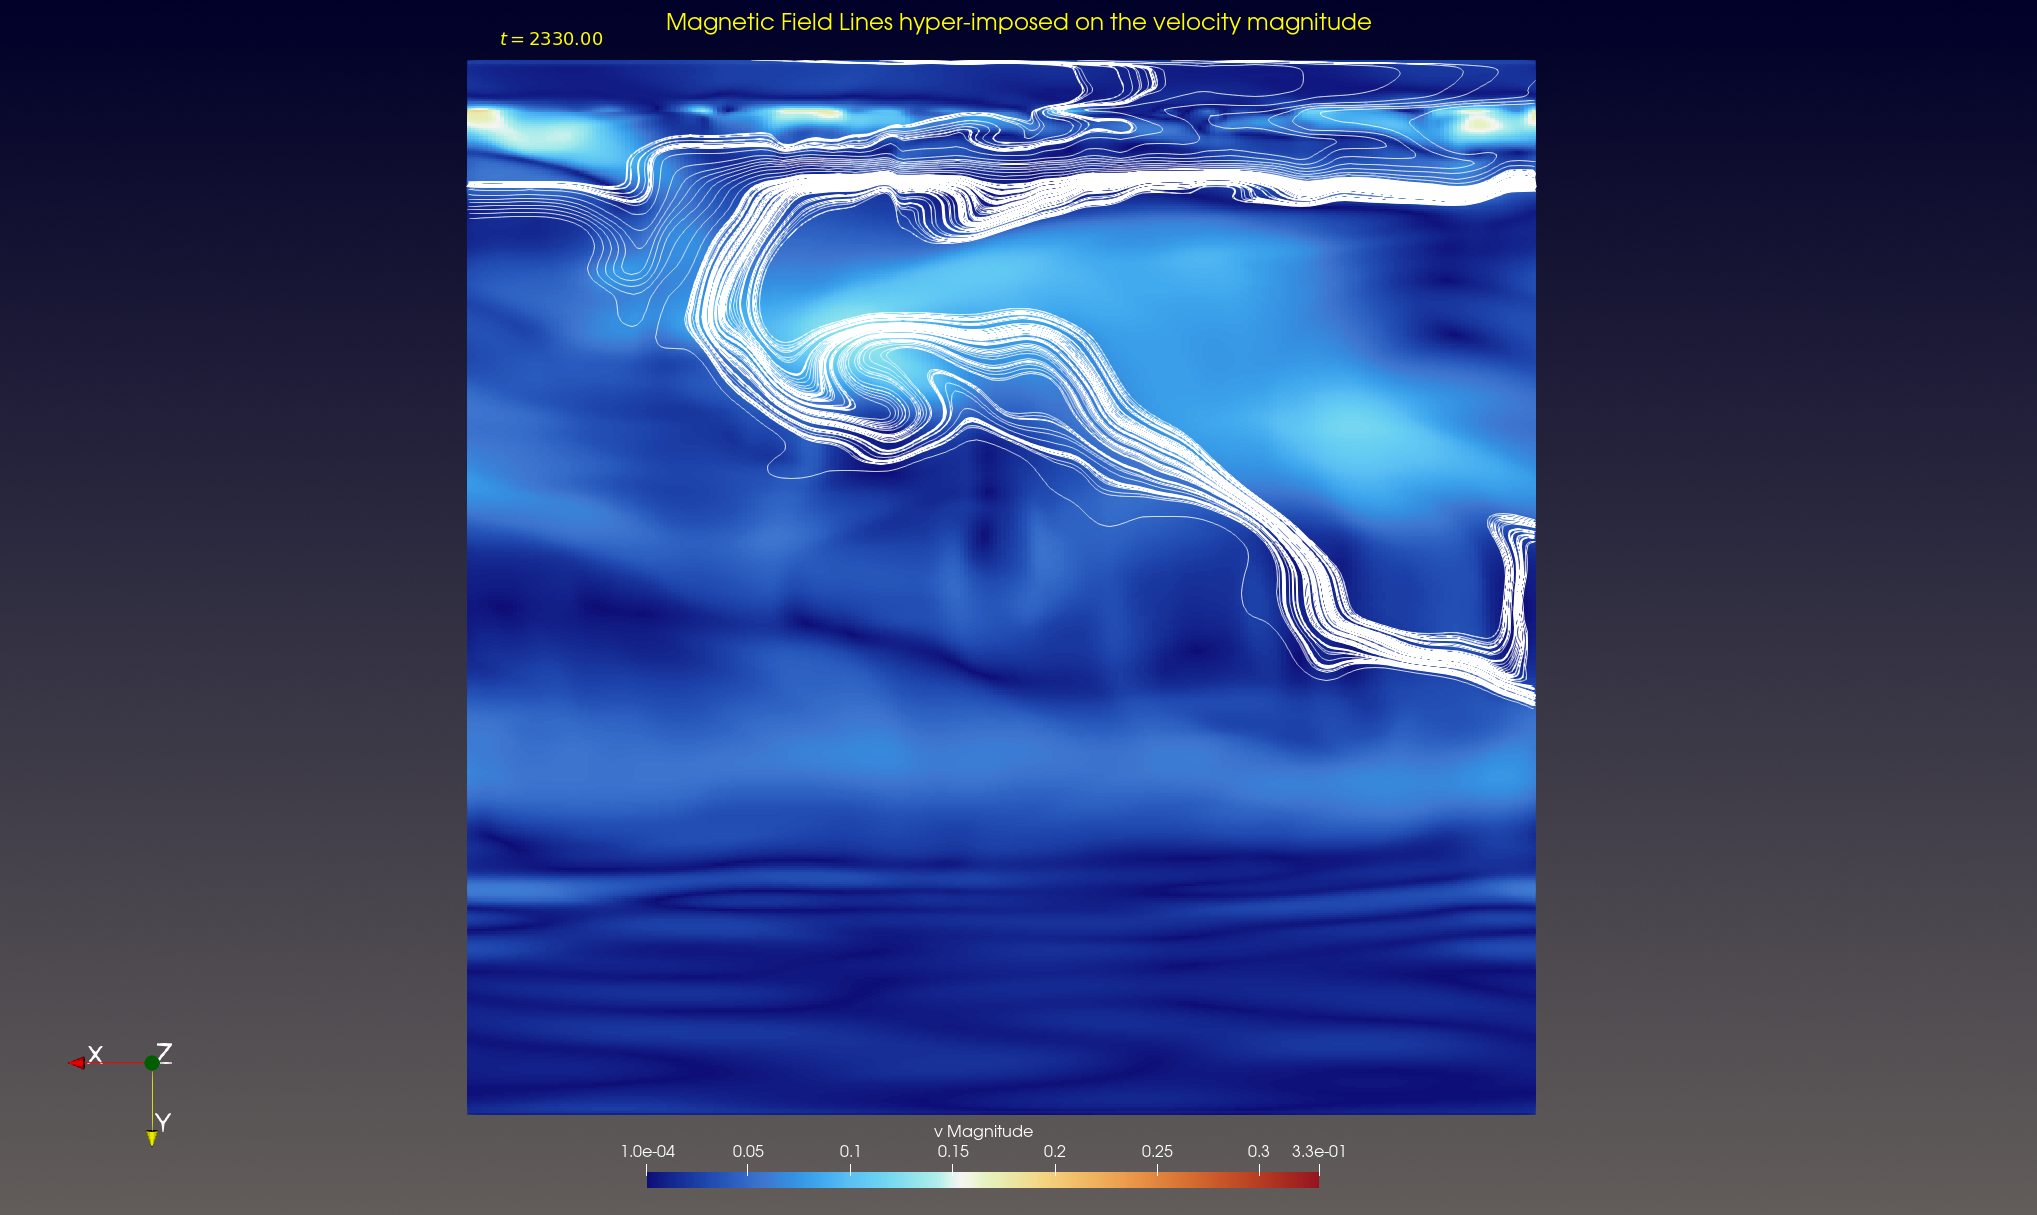 Magnetic Field Lines hyper-imposed on the velocity magnitude
t = 2330.00
X Z
Y
v Magnitude
1.0e-04 0.05 0.1 0.15 0.2 0.25 0.3 3.3e-01